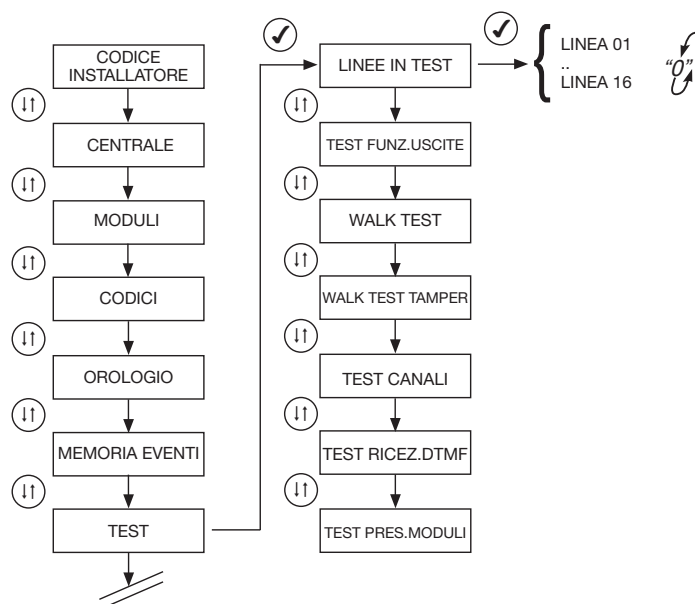 CODICE
INSTALLATORE
CENTRALE
MODULI
CODICI
OROLOGIO
MEMORIA EVENTI
TEST
LINEE IN TEST
TEST FUNZ.USCITE
WALK TEST
WALK TEST TAMPER
TEST CANALI
TEST RICEZ.DTMF
TEST PRES.MODULI
LINEA 01
..
LINEA 16
“0”